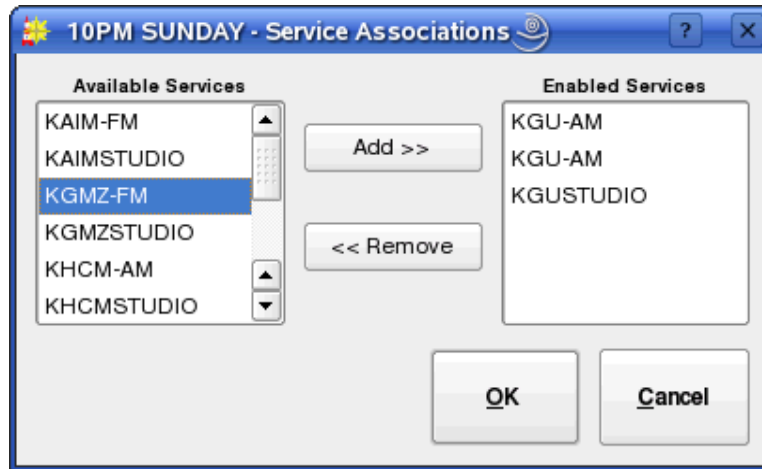 10PM SUNDAY - Service Associations
Available Services
KAIM-FM
KAIMSTUDIO
KGMZ-FM
KGMZSTUDIO
KHCM-AM
KHCMSTUDIO
Add >>
<< Remove
Enabled Services
KGU-AM
KGU-AM
KGUSTUDIO
OK
Cancel